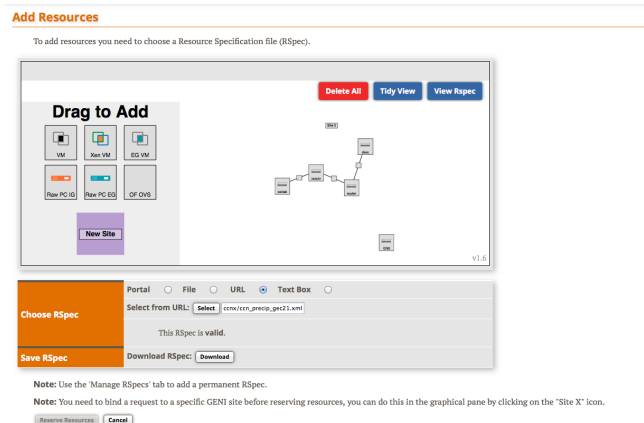 Add Resources
To add resources you need to choose a Resource Specification file (RSpec).
Delete All Tidy View View Rspec
Drag to Add
VM Xen VM EG VM
Raw PC IG Raw PC EG OF OVS
New Site
v1.6
Portal File URL Text Box
Choose RSpec
Select from URL: Select ccnx/ccn_precip_gec21.xml
This RSpec is valid.
Save RSpec
Download RSpec: Download
Note: Use the 'Manage RSpecs' tab to add a permanent RSpec.
Note: You need to bind a request to a specific GENI site before reserving resources, you can do this in the graphical pane by clicking on the "Site X" icon.
Reserve Resources Cancel